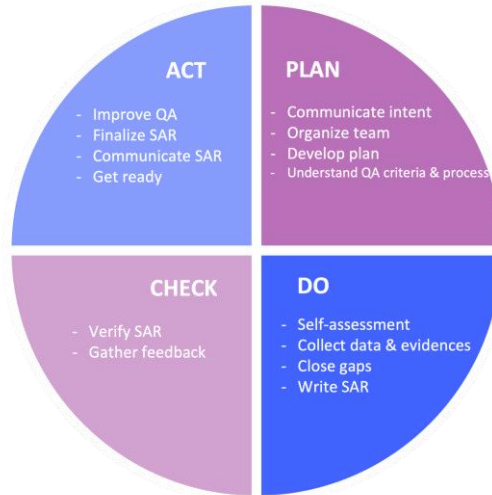 ACT
- Improve QA
- Finalize SAR
- Communicate SAR
- Get ready
PLAN
- Communicate intent
- Organize team
- Develop plan
- Understand QA criteria & process
CHECK
- Verify SAR
- Gather feedback
DO
- Self-assessment
- Collect data & evidences
- Close gaps
- Write SAR